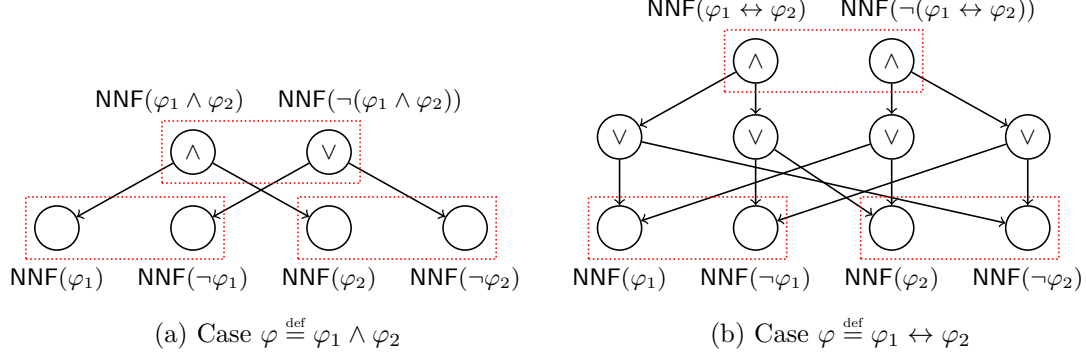 NNF(φ₁ ∧ φ₂) NNF(¬(φ₁ ∧ φ₂))
∧ ∨
NNF(φ₁) NNF(¬φ₁) NNF(φ₂) NNF(¬φ₂)
(a) Case φ ≝ φ₁ ∧ φ₂
NNF(φ₁ ↔ φ₂) NNF(¬(φ₁ ↔ φ₂))
∧ ∧
∨ ∨ ∨ ∨
NNF(φ₁) NNF(¬φ₁) NNF(φ₂) NNF(¬φ₂)
(b) Case φ ≝ φ₁ ↔ φ₂